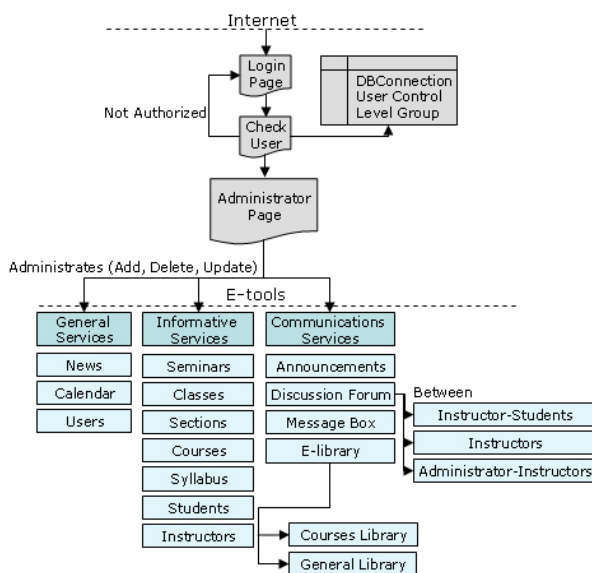 Internet
Login
Page
DBConnection
User Control
Level Group
Not Authorized
Check
User
Administrator
Page
Administrates (Add, Delete, Update)
E-tools
General
Services
Informative
Services
Communications
Services
News
Seminars
Announcements
Calendar
Classes
Discussion Forum
Between
Users
Sections
Message Box
Instructor-Students
Courses
E-library
Instructors
Syllabus
Administrator-Instructors
Students
Instructors
Courses Library
General Library